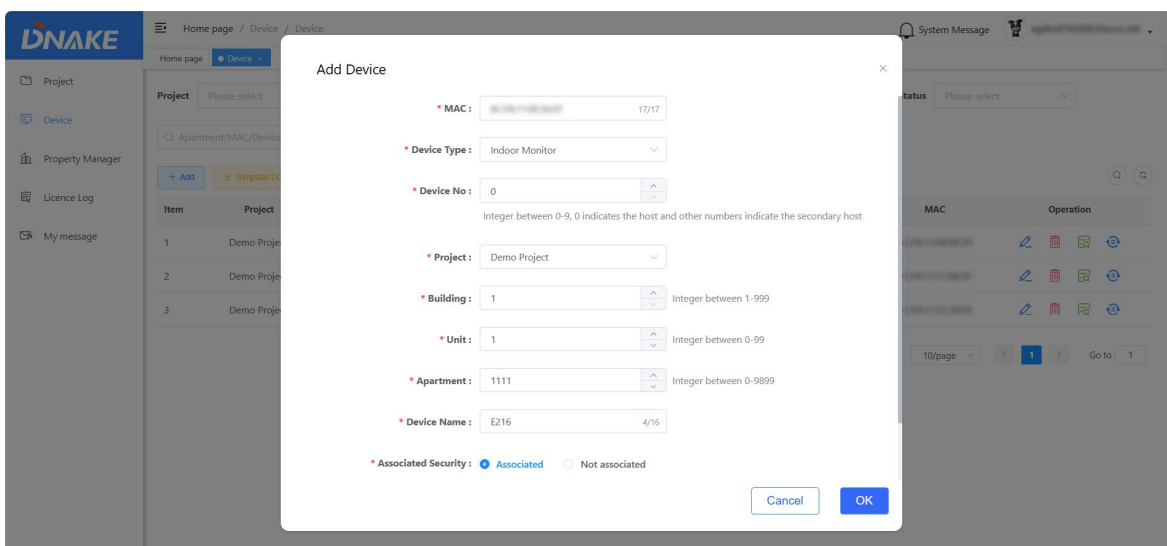 DNAKE
Home page / Device / Device
System Message
Home page
Device ×
Project
Device
Property Manager
Licence Log
My message
Project Please select
Status Please select
Apartment/MAC/Device
+ Add
Template Do
Item Project MAC Operation
1 Demo Proje
2 Demo Proje
3 Demo Proje
10/page < 1 > Go to 1
Add Device ×
* MAC : 17/17
* Device Type : Indoor Monitor
* Device No : 0
Integer between 0-9, 0 indicates the host and other numbers indicate the secondary host
* Project : Demo Project
* Building : 1 Integer between 1-999
* Unit : 1 Integer between 0-99
* Apartment : 1111 Integer between 0-9899
* Device Name : E216 4/16
* Associated Security : Associated Not associated
Cancel OK